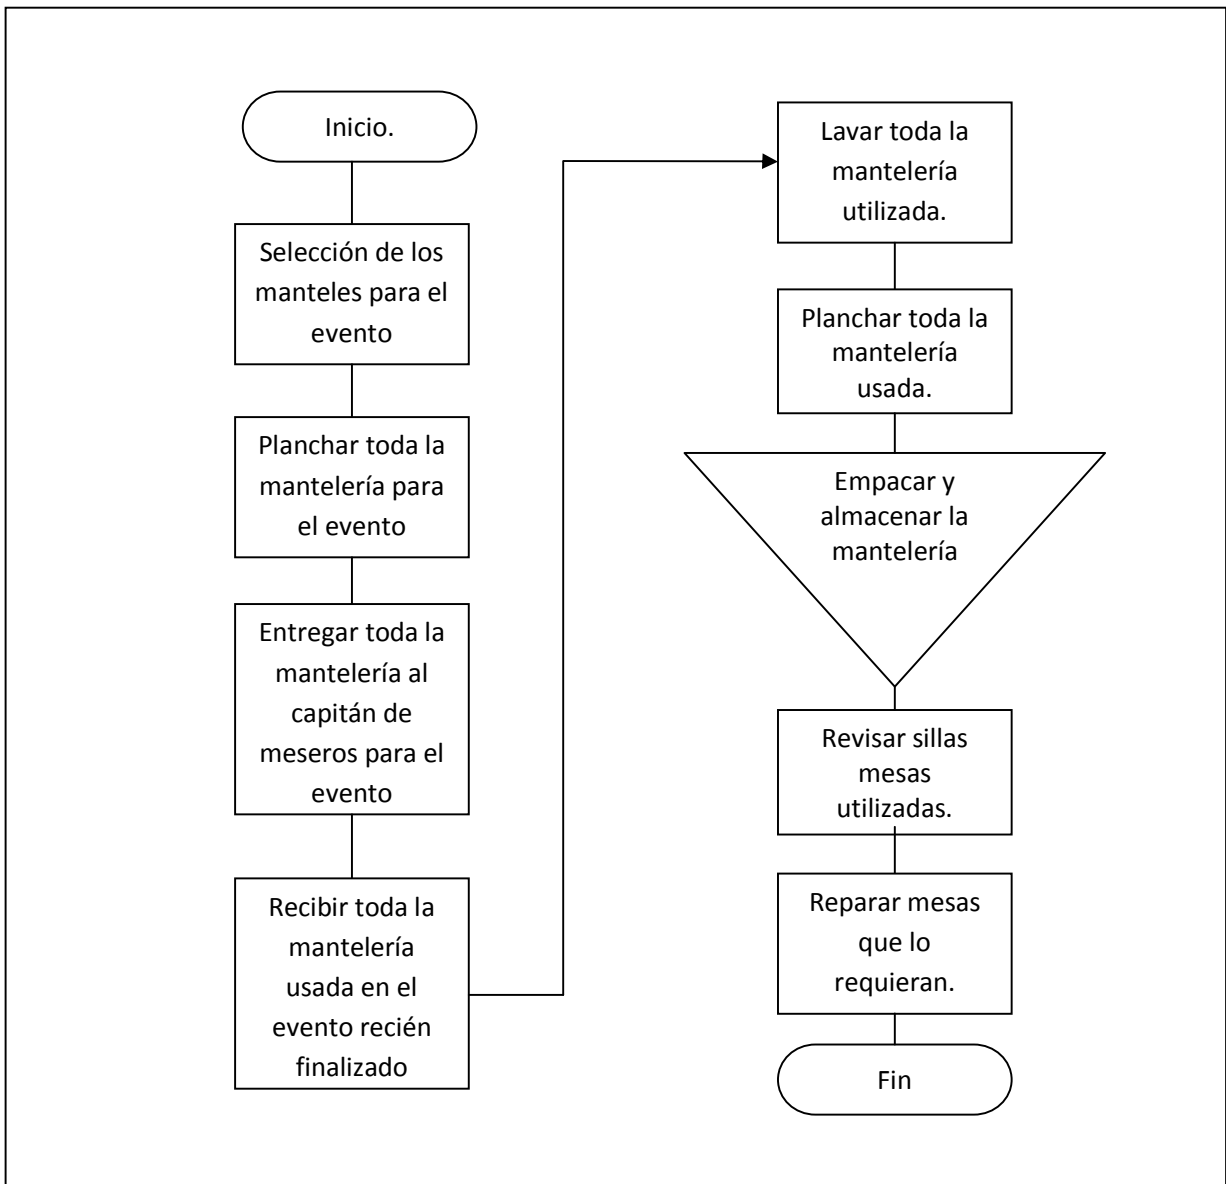 Inicio.
Selección de los
manteles para el
evento
Planchar toda la
mantelería para
el evento
Entregar toda la
mantelería al
capitán de
meseros para el
evento
Recibir toda la
mantelería
usada en el
evento recién
finalizado
Lavar toda la
mantelería
utilizada.
Planchar toda la
mantelería
usada.
Empacar y
almacenar la
mantelería
Revisar sillas
mesas
utilizadas.
Reparar mesas
que lo
requieran.
Fin